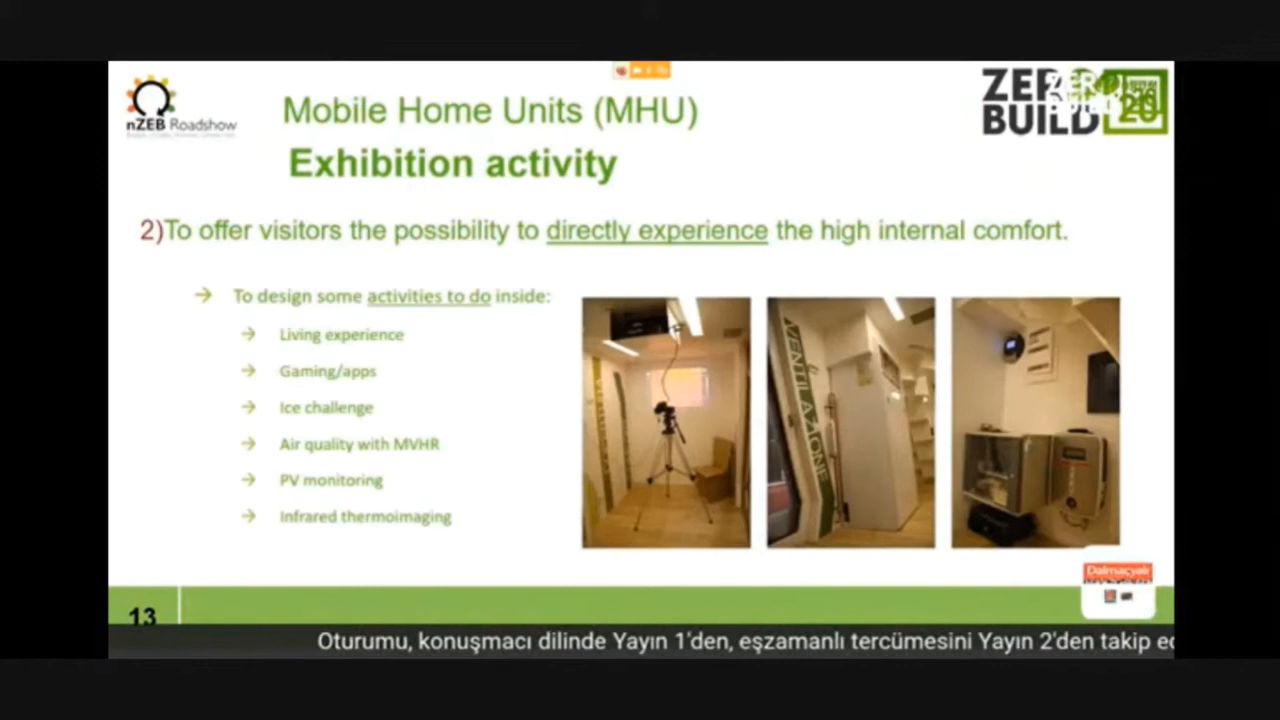 nZEB Roadshow
Mobile Home Units (MHU)
Exhibition activity
ZERO BUILD 20
2)To offer visitors the possibility to directly experience the high internal comfort.
To design some activities to do inside:
Living experience
Gaming/apps
Ice challenge
Air quality with MVHR
PV monitoring
Infrared thermoimaging
VENTILAZIONE
Dalmaçyalı
13
Oturumu, konuşmacı dilinde Yayın 1'den, eşzamanlı tercümesini Yayın 2'den takip